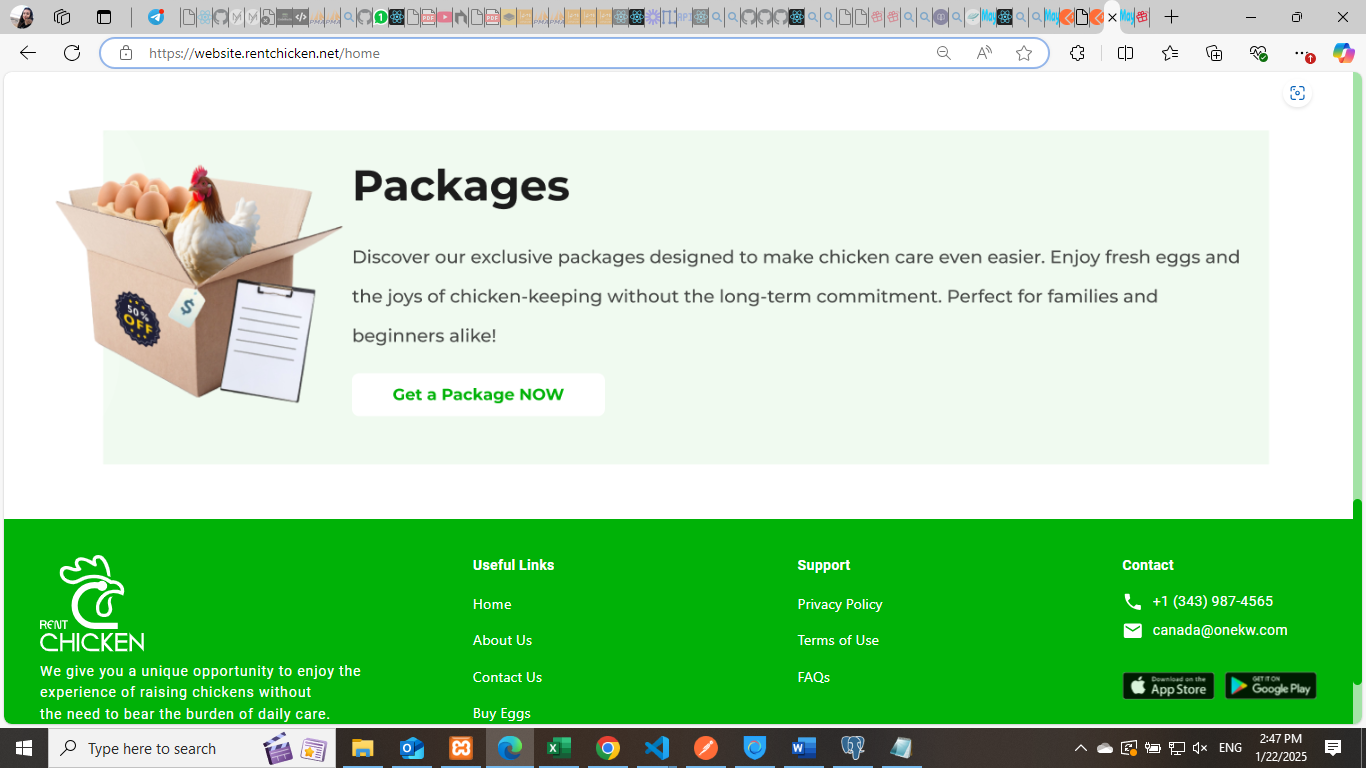 https://website.rentchicken.net/home
Packages
Discover our exclusive packages designed to make chicken care even easier. Enjoy fresh eggs and
the joys of chicken-keeping without the long-term commitment. Perfect for families and
beginners alike!
Get a Package NOW
50%
OFF
$
RENT
CHICKEN
We give you a unique opportunity to enjoy the
experience of raising chickens without
the need to bear the burden of daily care.
Useful Links
Home
About Us
Contact Us
Buy Eggs
Support
Privacy Policy
Terms of Use
FAQs
Contact
+1 (343) 987-4565
canada@onekw.com
Download on the
App Store
GET IT ON
Google Play
Type here to search
ENG
2:47 PM
1/22/2025